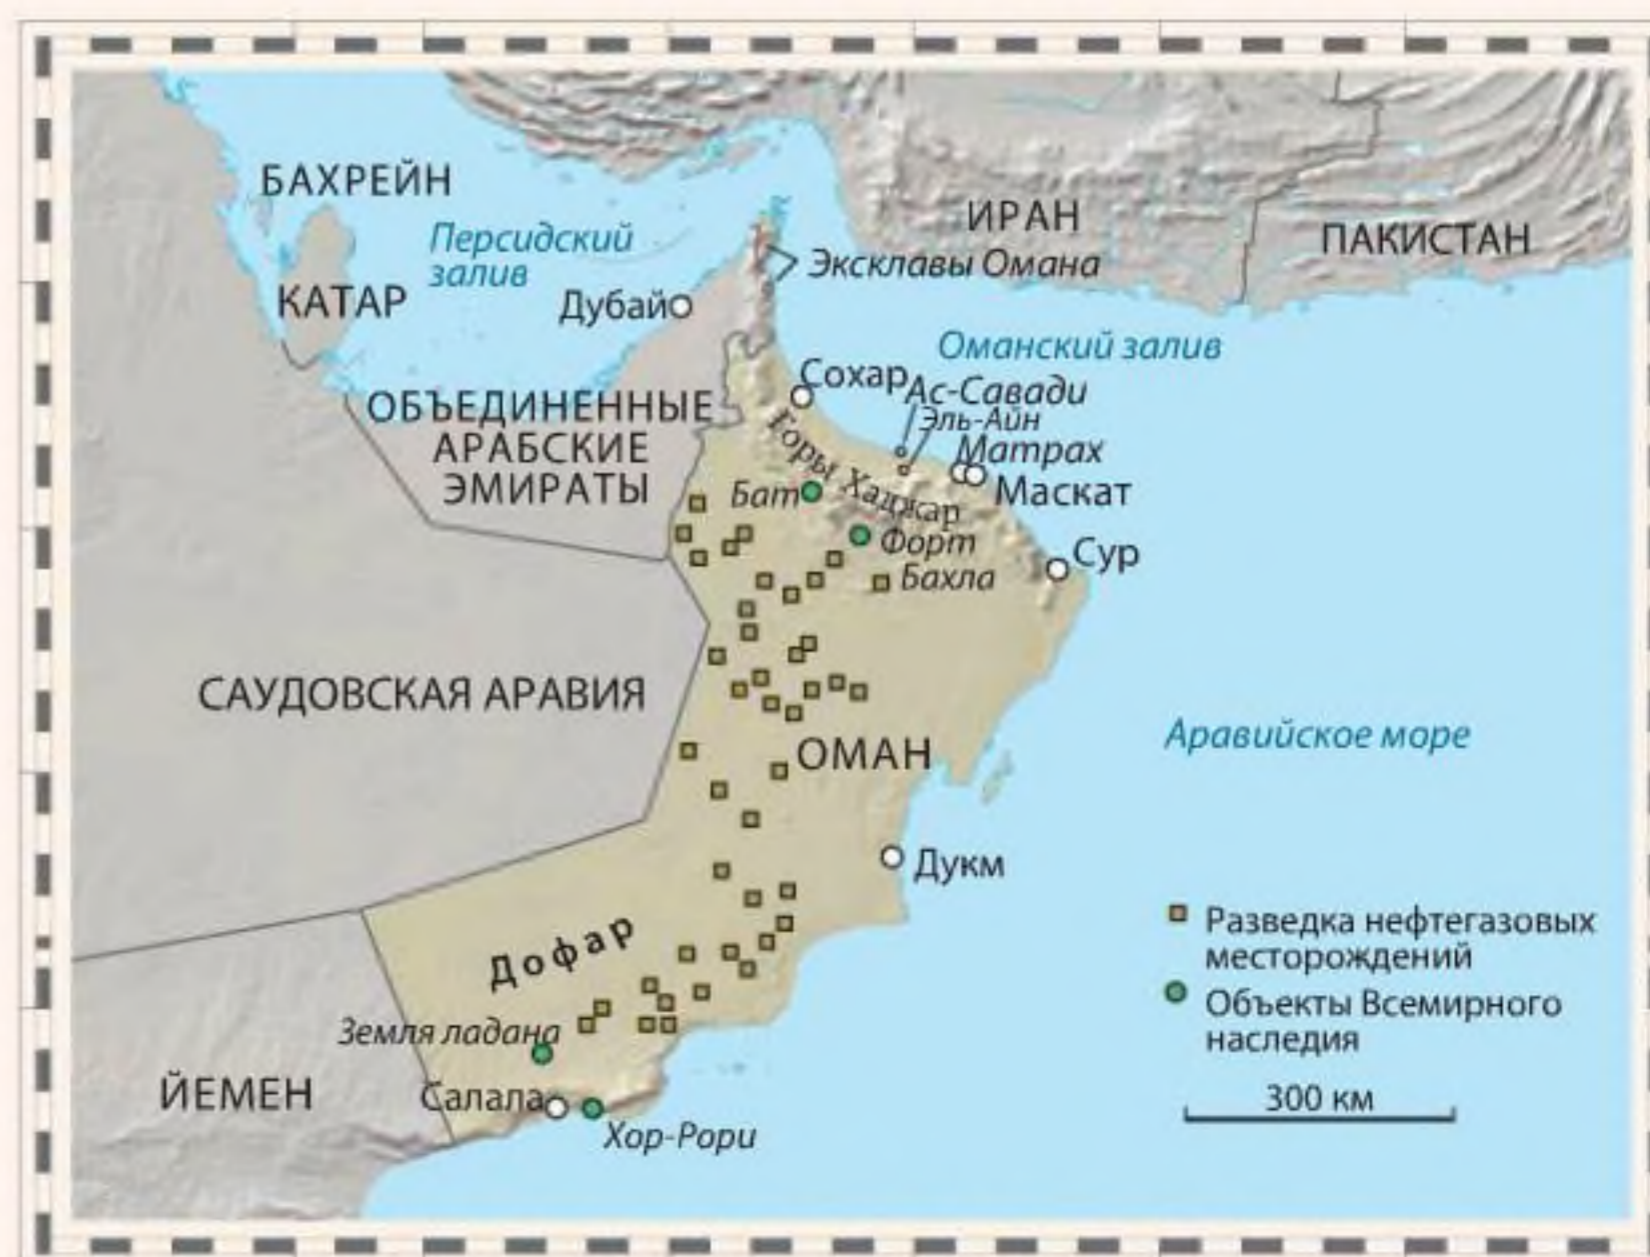 БАХРЕЙН
ИРАН
ПАКИСТАН
Персидский
залив
Эксклавы Омана
КАТАР
Дубай
Оманский залив
Сохар
Ас-Савади
ОБЪЕДИНЕННЫЕ
АРАБСКИЕ
ЭМИРАТЫ
Эль-Айн
Матрах
Горы Хаджар
Бат
Маскат
Форт
Бахла
Сур
САУДОВСКАЯ АРАВИЯ
Аравийское море
ОМАН
Дукм
Дофар
Разведка нефтегазовых
месторождений
Объекты Всемирного
наследия
Земля ладана
ЙЕМЕН
Салала
300 км
Хор-Рори